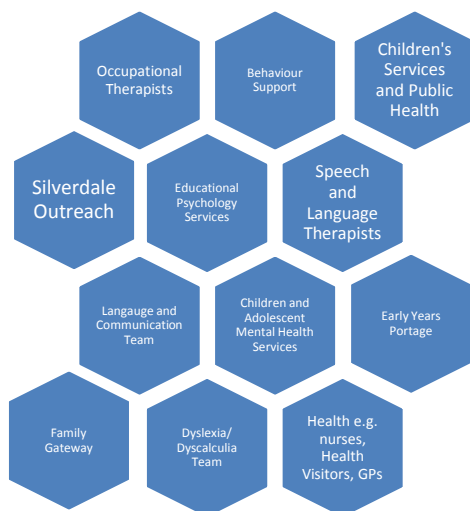 Occupational
Therapists
Behaviour
Support
Children's
Services
and Public
Health
Silverdale
Outreach
Educational
Psychology
Services
Speech
and
Language
Therapists
Langauge and
Communication
Team
Children and
Adolescent
Mental Health
Services
Early Years
Portage
Family
Gateway
Dyslexia/
Dyscalculia
Team
Health e.g.
nurses,
Health
Visitors, GPs